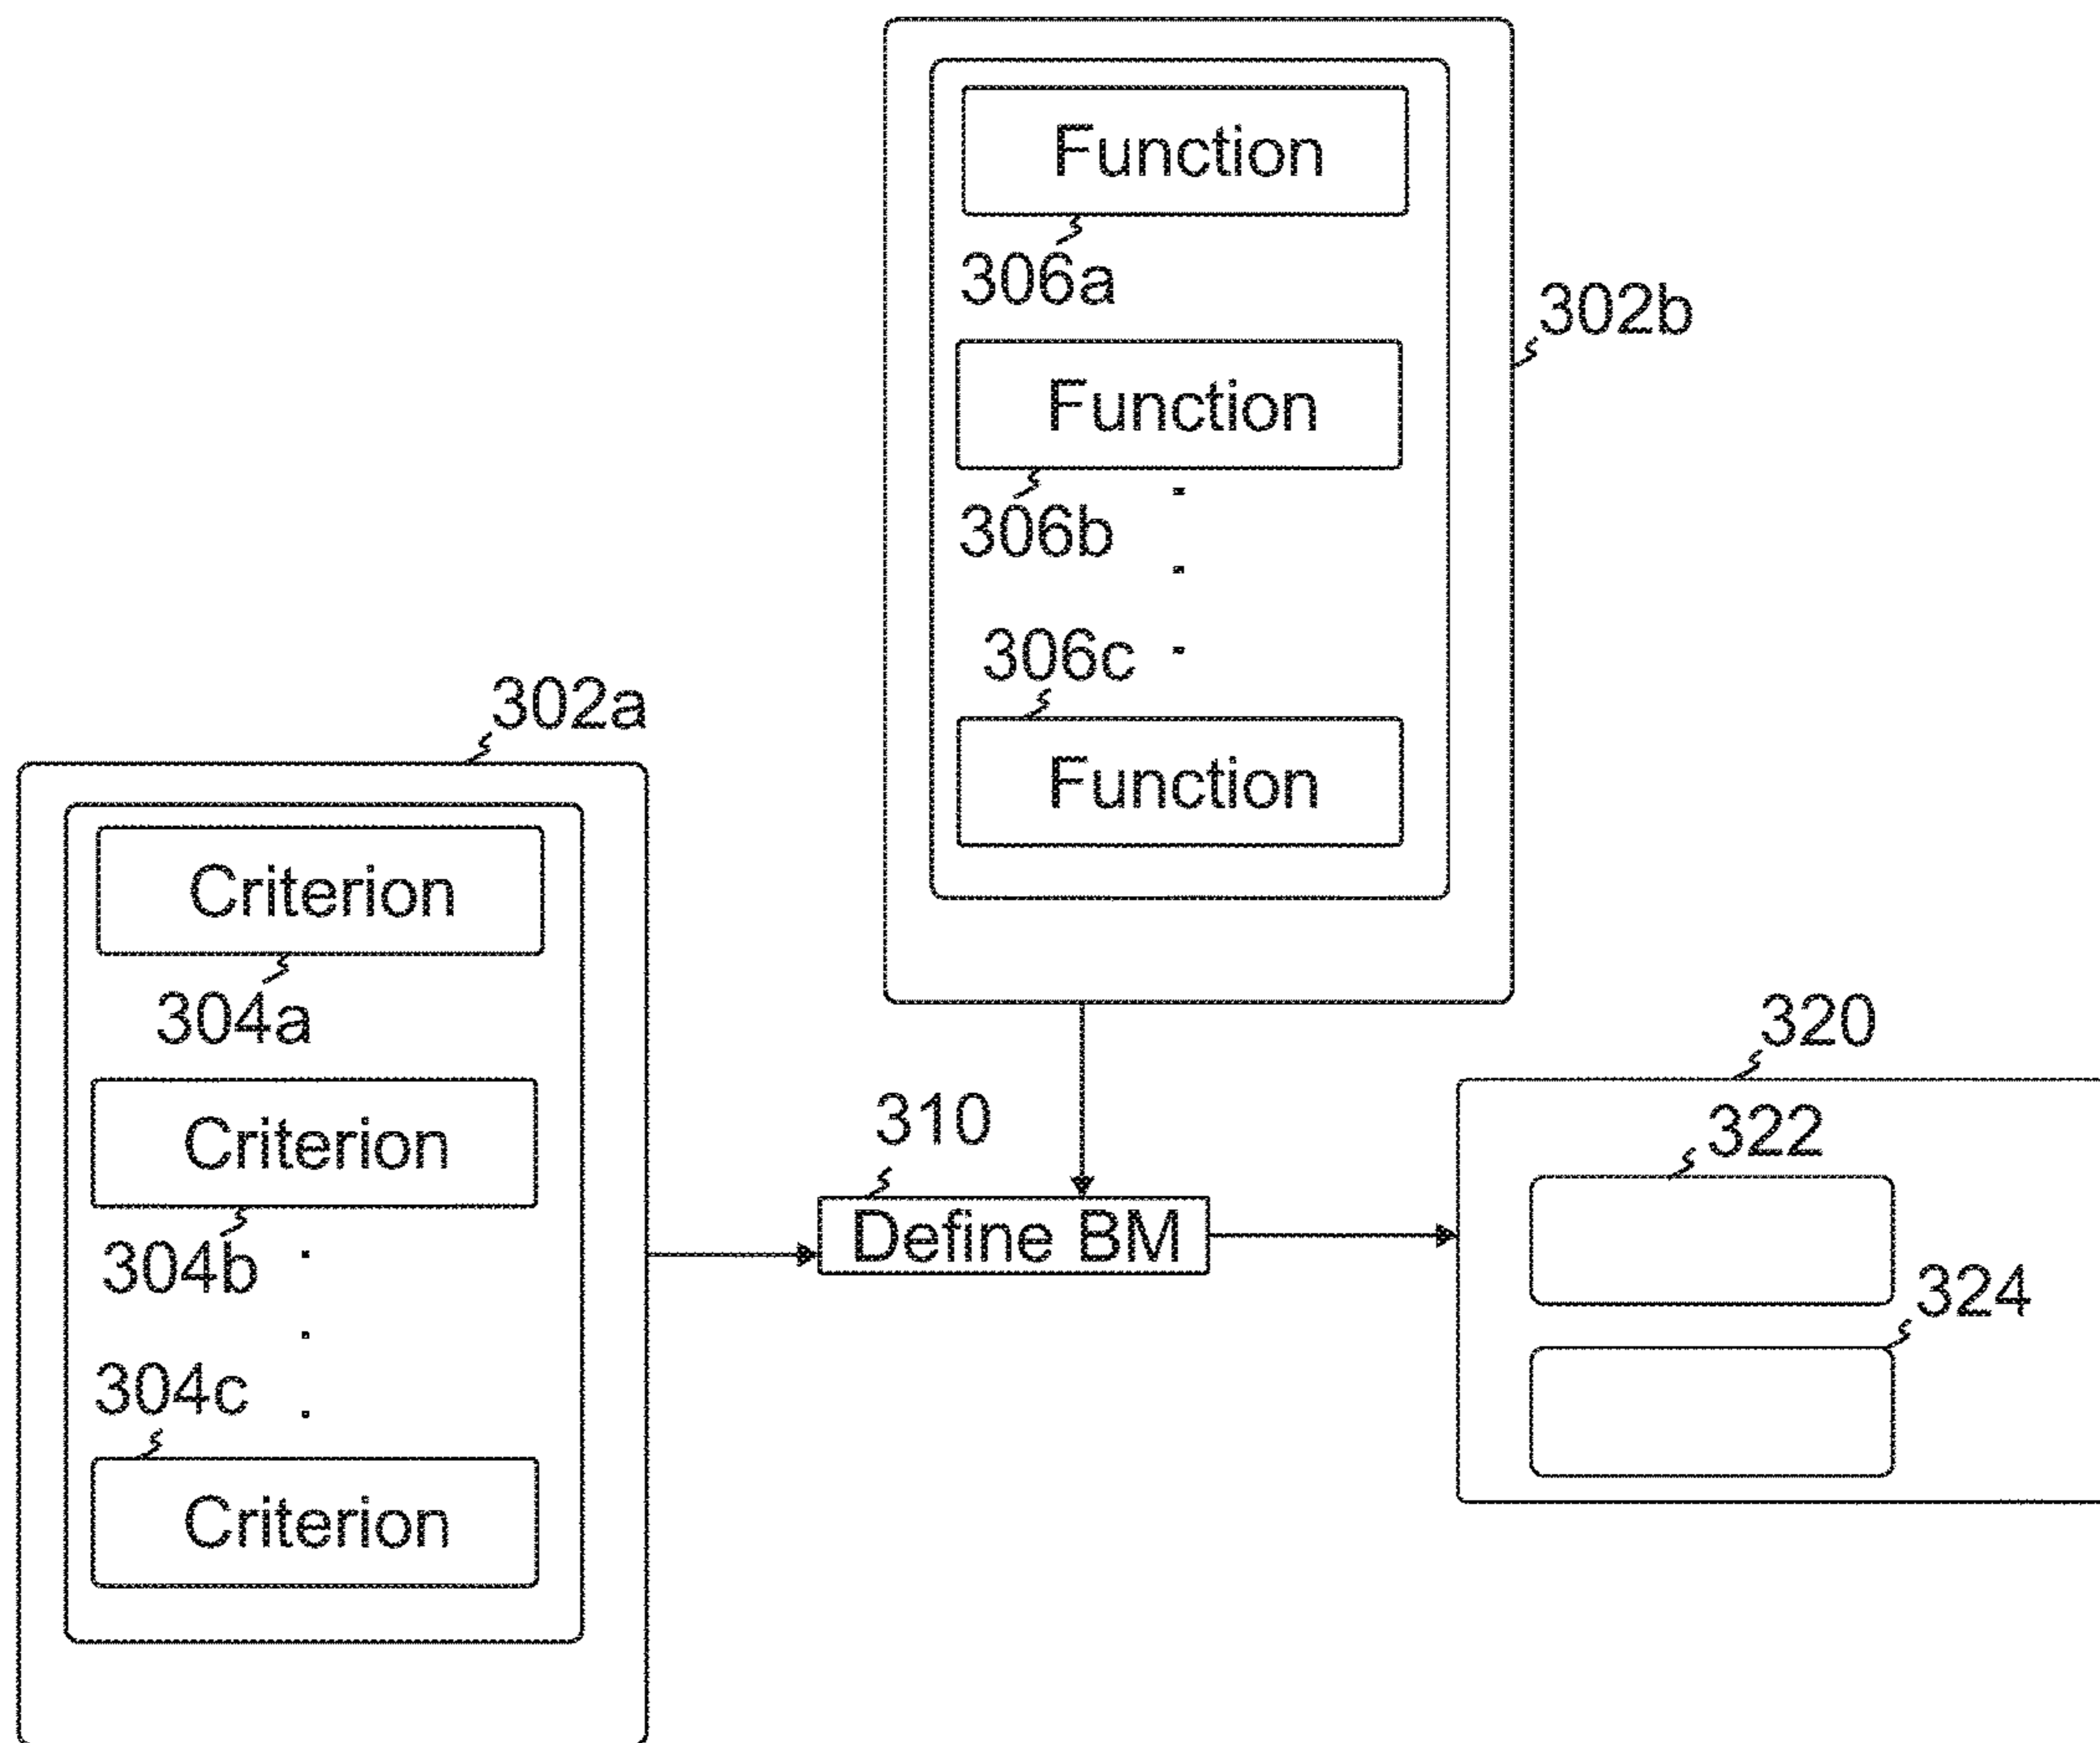 Function
306a
302b
Function
306b
306c
Function
302a
Criterion
304a
320
Criterion
310
322
Define BM
304b
324
304c
Criterion